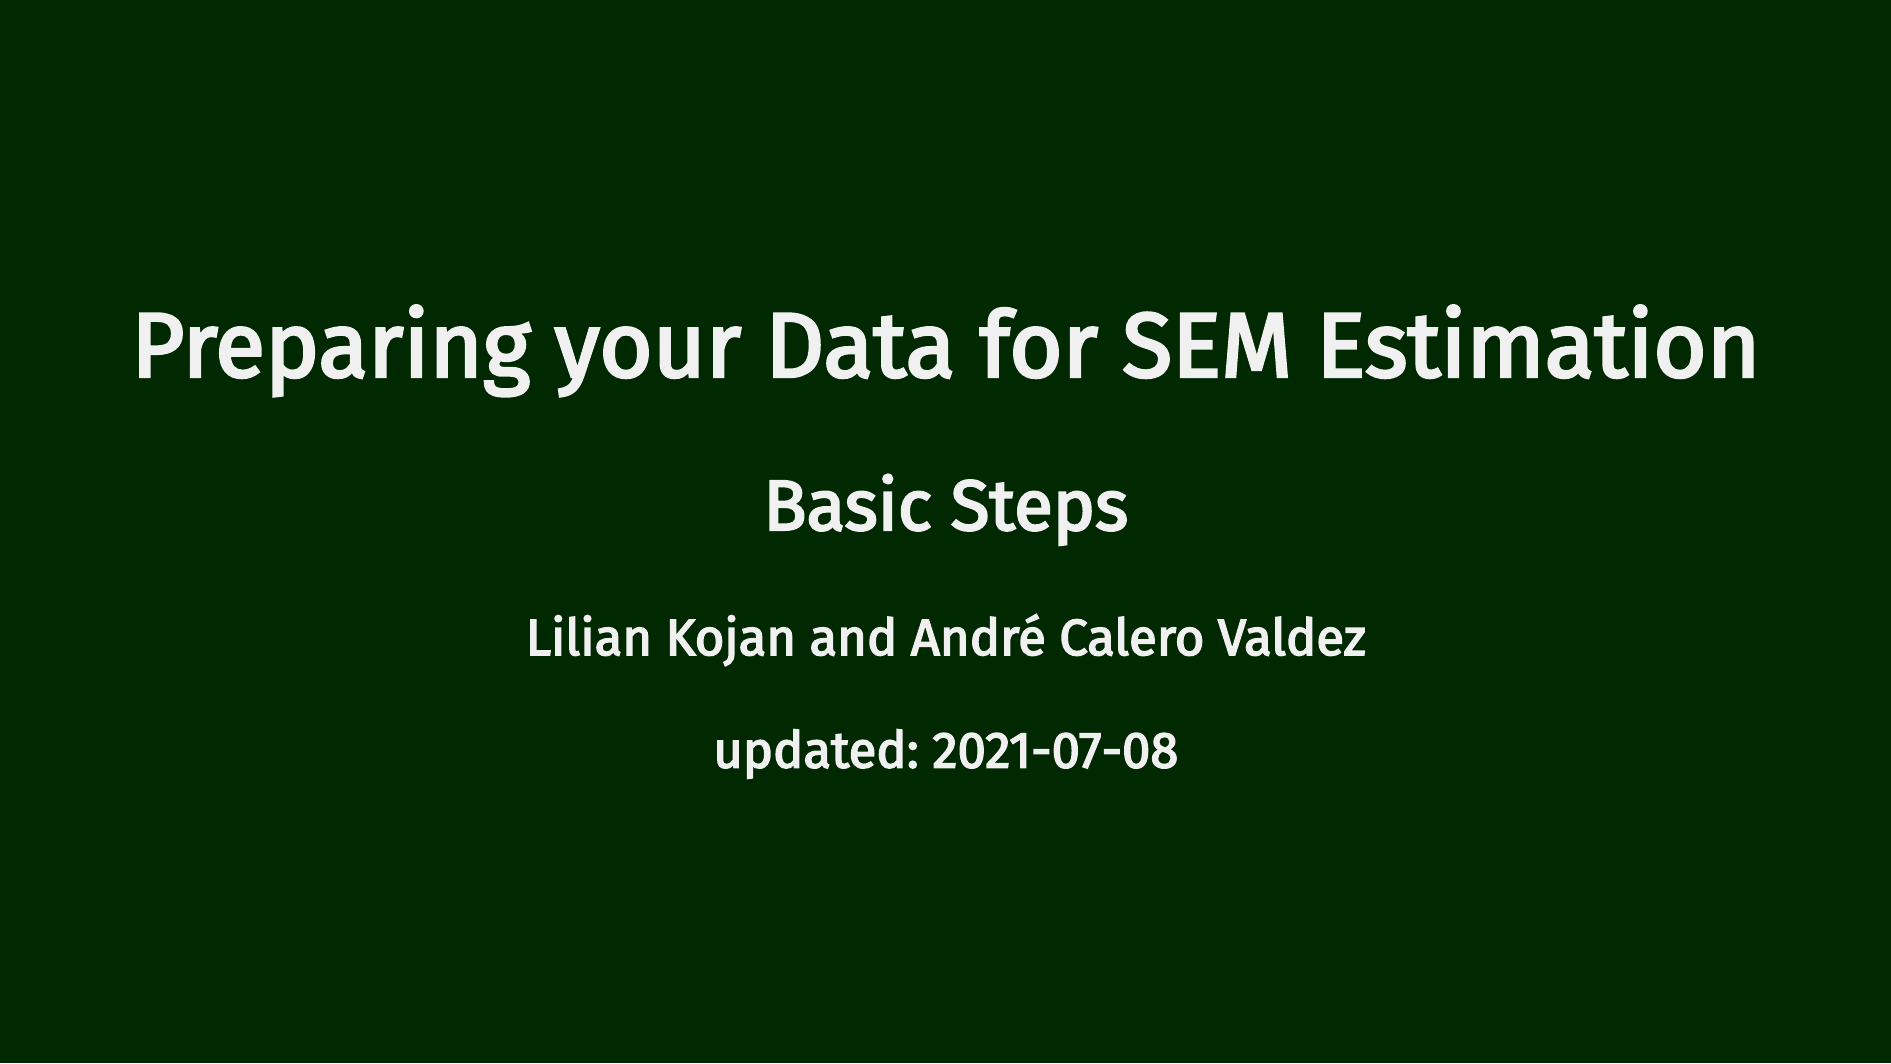 Preparing your Data for SEM Estimation
Basic Steps
Lilian Kojan and André Calero Valdez
updated: 2021-07-08